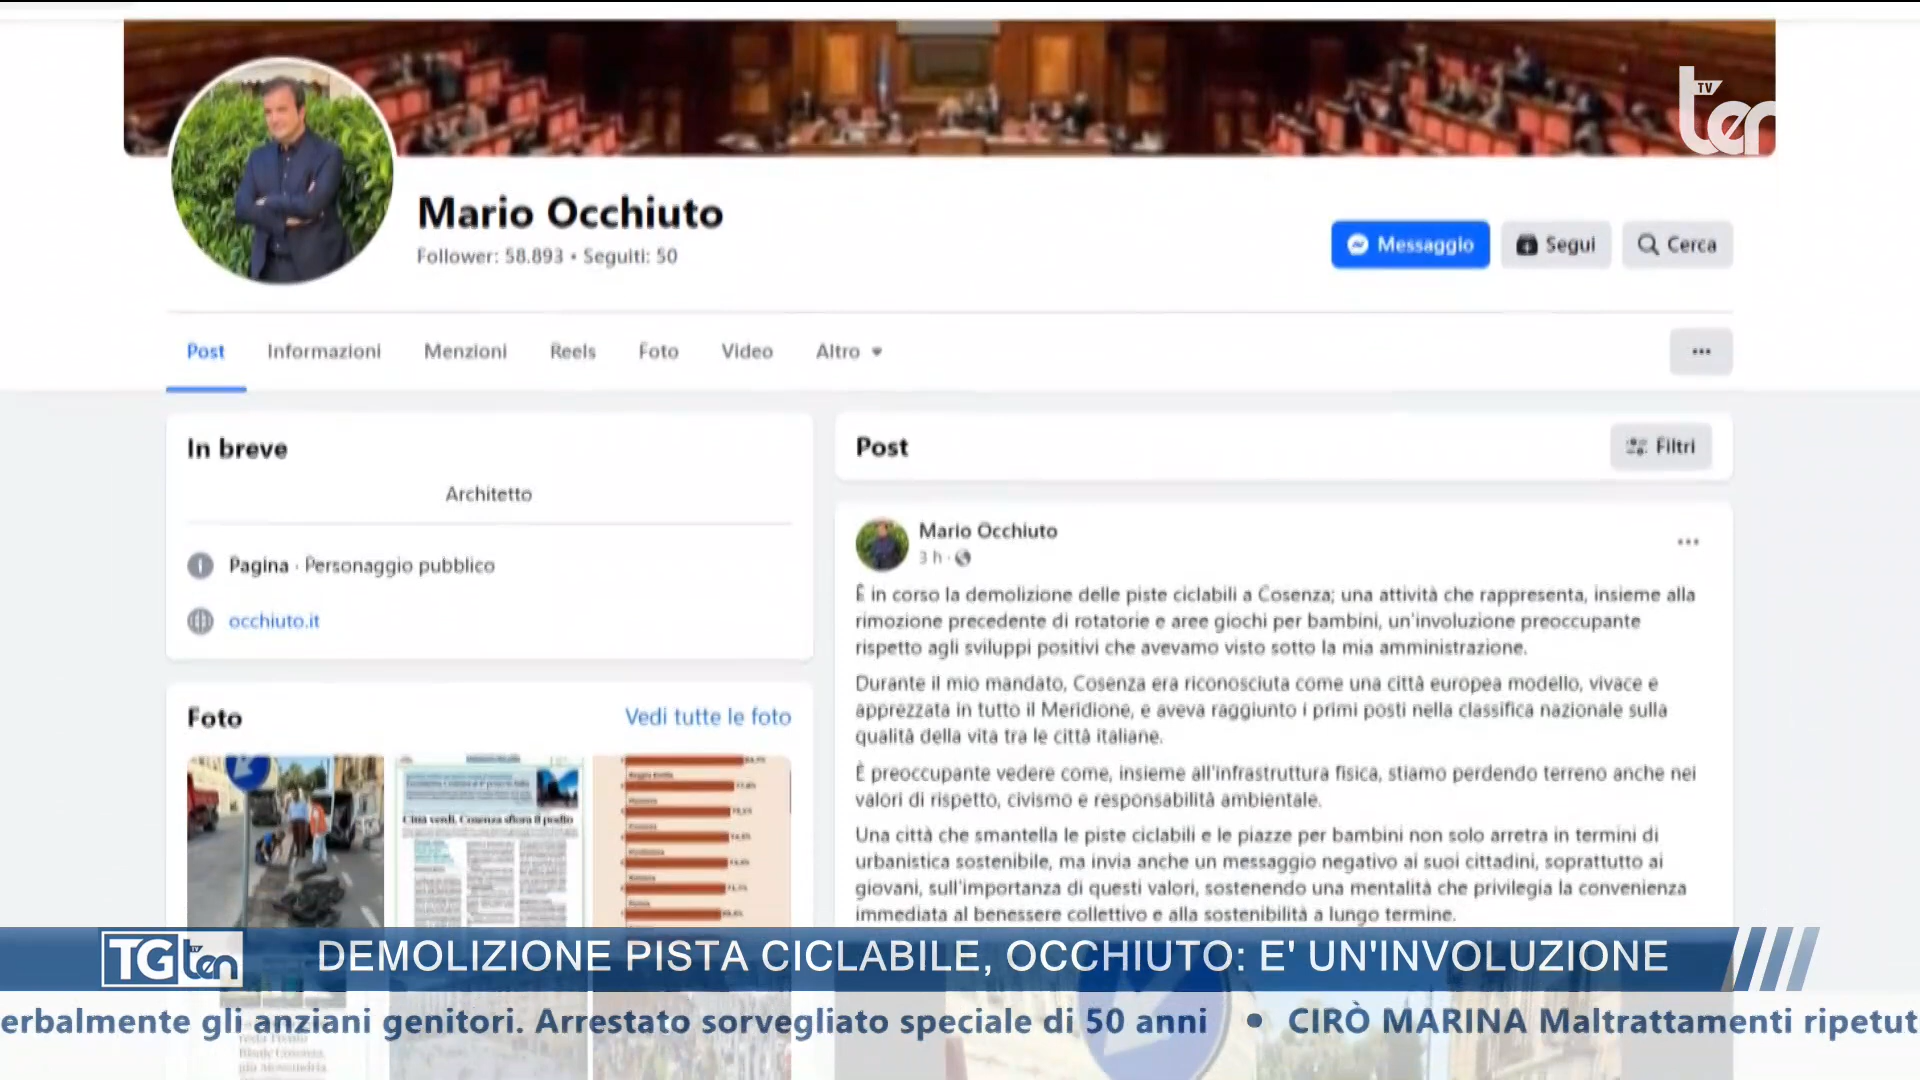 TV
ten
Mario Occhiuto
Follower: 58.893 • Seguiti: 50
Messaggio
Segui
Cerca
Post
Informazioni
Menzioni
Reels
Foto
Video
Altro
In breve
Architetto
Pagina · Personaggio pubblico
occhiuto.it
Foto
Vedi tutte le foto
Città verdi, Cosenza sfiora il podio
Post
Filtri
Mario Occhiuto
3 h ·
È in corso la demolizione delle piste ciclabili a Cosenza; una attività che rappresenta, insieme alla
rimozione precedente di rotatorie e aree giochi per bambini, un'involuzione preoccupante
rispetto agli sviluppi positivi che avevamo visto sotto la mia amministrazione.
Durante il mio mandato, Cosenza era riconosciuta come una città europea modello, vivace e
apprezzata in tutto il Meridione, e aveva raggiunto i primi posti nella classifica nazionale sulla
qualità della vita tra le città italiane.
È preoccupante vedere come, insieme all'infrastruttura fisica, stiamo perdendo terreno anche nei
valori di rispetto, civismo e responsabilità ambientale.
Una città che smantella le piste ciclabili e le piazze per bambini non solo arretra in termini di
urbanistica sostenibile, ma invia anche un messaggio negativo ai suoi cittadini, soprattutto ai
giovani, sull'importanza di questi valori, sostenendo una mentalità che privilegia la convenienza
immediata al benessere collettivo e alla sostenibilità a lungo termine.
TG ten TV
DEMOLIZIONE PISTA CICLABILE, OCCHIUTO: E' UN'INVOLUZIONE
erbalmente gli anziani genitori. Arrestato sorvegliato speciale di 50 anni • CIRÒ MARINA Maltrattamenti ripetut